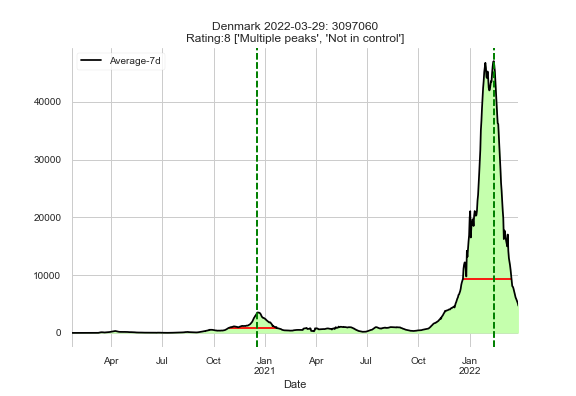 Denmark 2022-03-29: 3097060
Rating:8 ['Multiple peaks', 'Not in control']
Average-7d
40000
30000
20000
10000
0
Apr Jul Oct Jan Apr Jul Oct Jan
2021 2022
Date